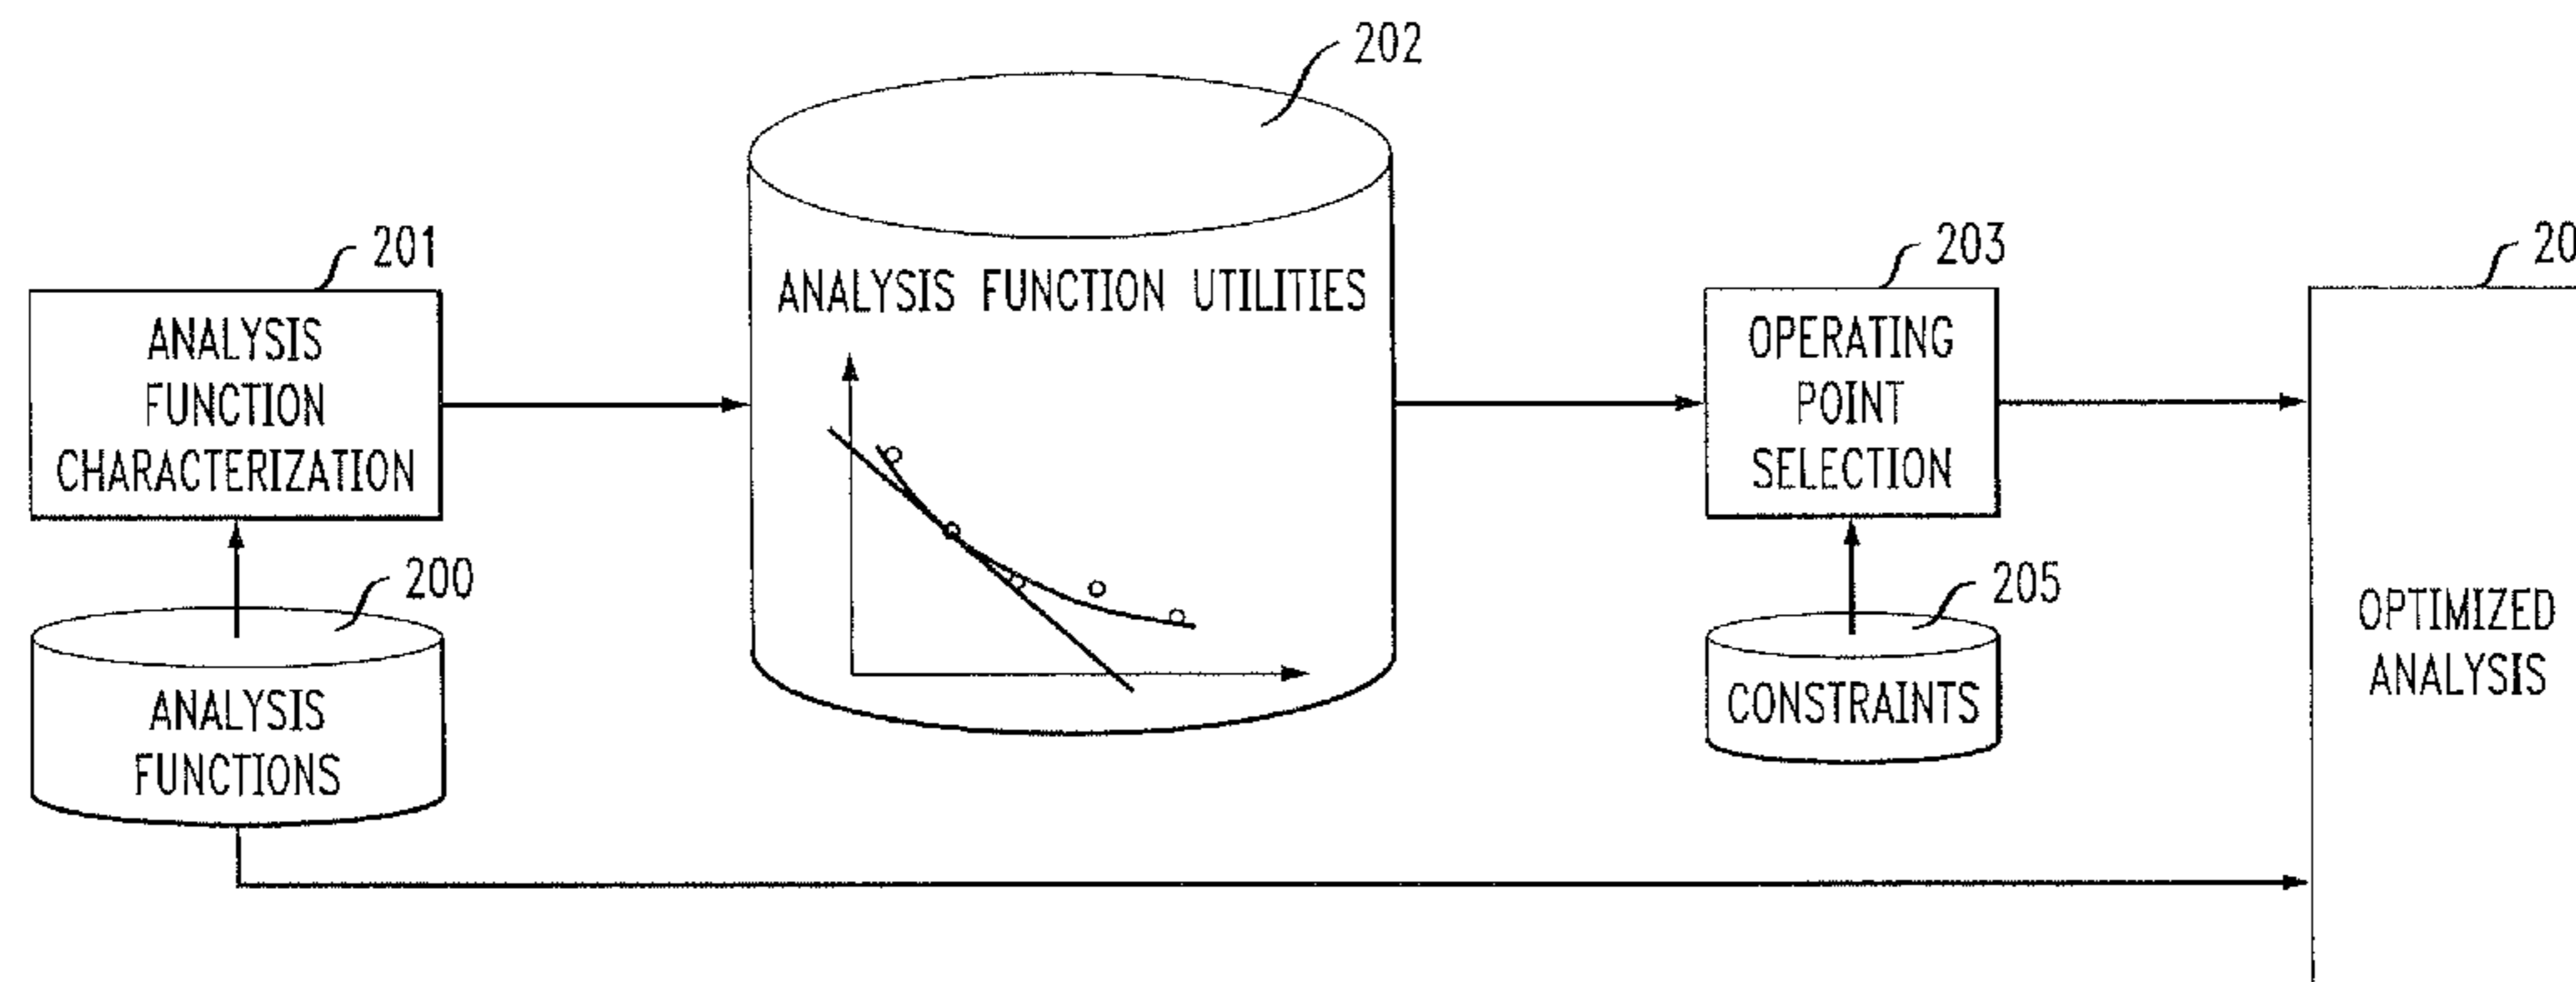 202
201
ANALYSIS
FUNCTION
CHARACTERIZATION
ANALYSIS FUNCTION UTILITIES
203
OPERATING
POINT
SELECTION
20
200
ANALYSIS
FUNCTIONS
205
CONSTRAINTS
OPTIMIZED
ANALYSIS